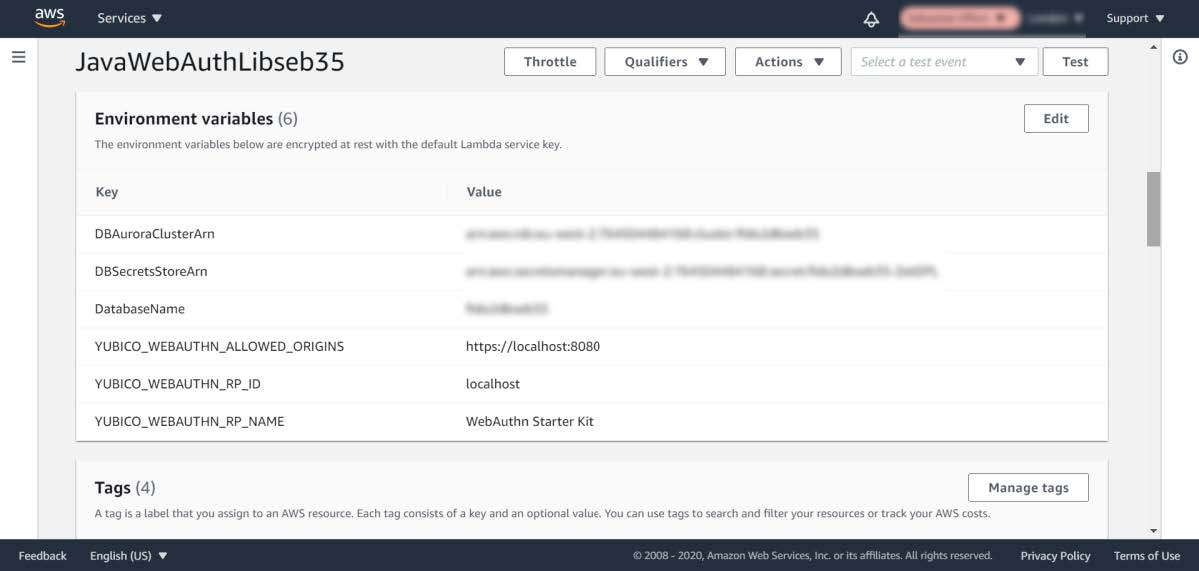 aws Services Support
JavaWebAuthLibseb35 Throttle Qualifiers Actions Select a test event Test
Environment variables (6) Edit
The environment variables below are encrypted at rest with the default Lambda service key.
Key Value
DBAuroraClusterArn
DBSecretsStoreArn
DatabaseName
YUBICO_WEBAUTHN_ALLOWED_ORIGINS https://localhost:8080
YUBICO_WEBAUTHN_RP_ID localhost
YUBICO_WEBAUTHN_RP_NAME WebAuthn Starter Kit
Tags (4) Manage tags
A tag is a label that you assign to an AWS resource. Each tag consists of a key and an optional value. You can use tags to search and filter your resources or track your AWS costs.
Feedback English (US) © 2008 - 2020, Amazon Web Services, Inc. or its affiliates. All rights reserved. Privacy Policy Terms of Use